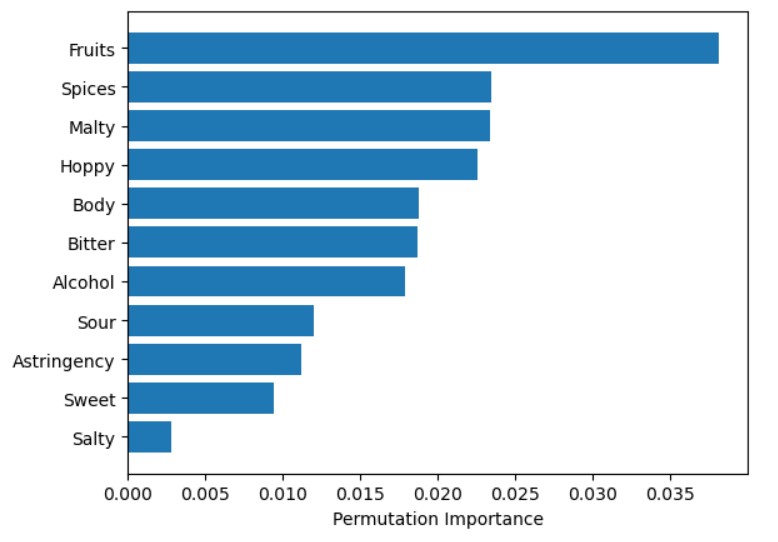 Fruits
Spices
Malty
Hoppy
Body
Bitter
Alcohol
Sour
Astringency
Sweet
Salty
0.000 0.005 0.010 0.015 0.020 0.025 0.030 0.035
Permutation Importance